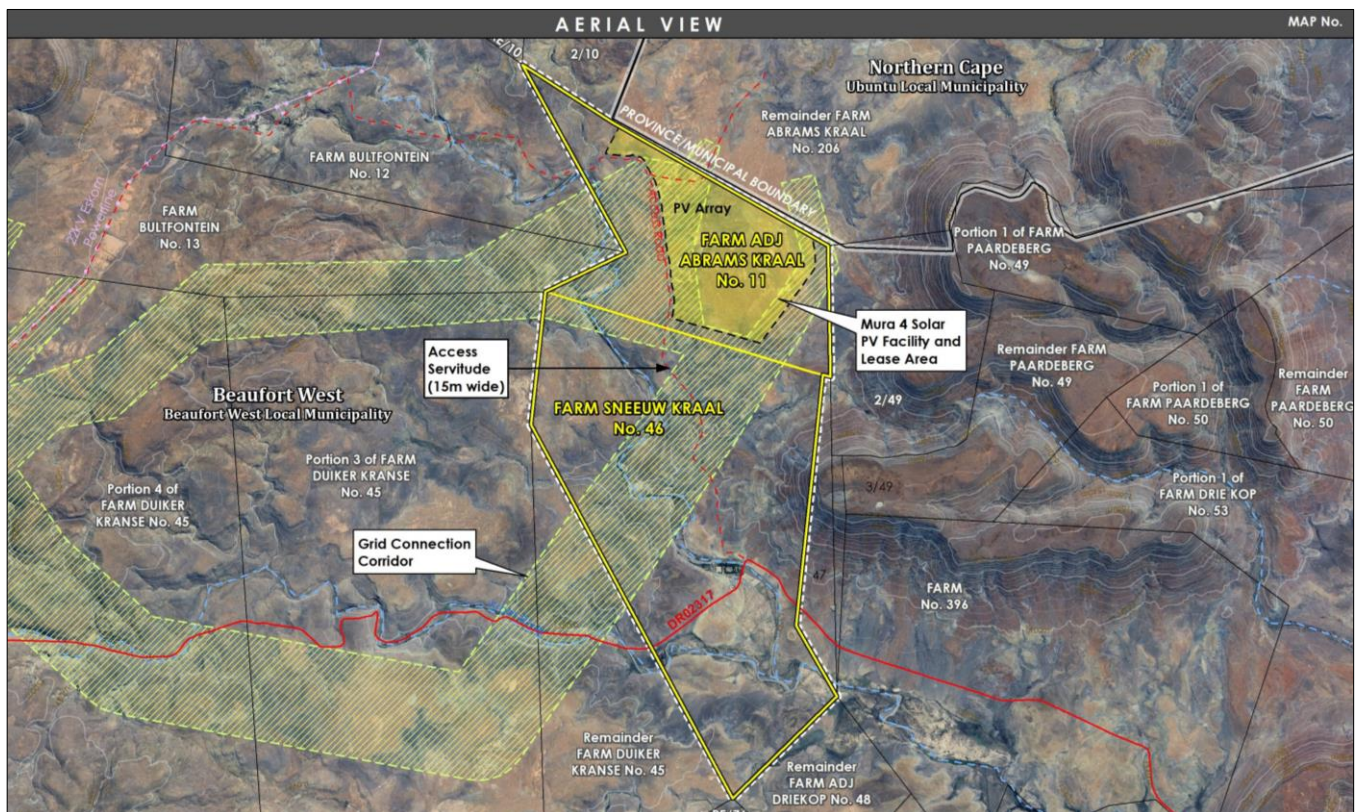 AERIAL VIEW
MAP No.
2/10
Northern Cape
Ubuntu Local Municipality
Remainder FARM
ABRAMS KRAAL
No. 206
PROVINCE/MUNICIPAL BOUNDARY
FARM BULTFONTEIN
No. 12
22kV Eskom
Powerline
FARM
BULTFONTEIN
No. 13
PV Array
FARM ADJ
ABRAMS KRAAL
No. 11
Portion 1 of FARM
PAARDEBERG
No. 49
Mura 4 Solar
PV Facility and
Lease Area
Access
Servitude
(15m wide)
Remainder FARM
PAARDEBERG
No. 49
Remainder
FARM
PAARDEBERG
No. 50
Portion 1 of
FARM PAARDEBERG
No. 50
Beaufort West
Beaufort West Local Municipality
FARM SNEEUW KRAAL
No. 46
2/49
Portion 3 of FARM
DUIKER KRANSE
No. 45
Portion 4 of
FARM DUIKER
KRANSE No. 45
3/49
Portion 1 of
FARM DRIE KOP
No. 53
Grid Connection
Corridor
47
FARM
No. 396
DR02317
Remainder
FARM DUIKER
KRANSE No. 45
Remainder
FARM ADJ
DRIEKOP No. 48